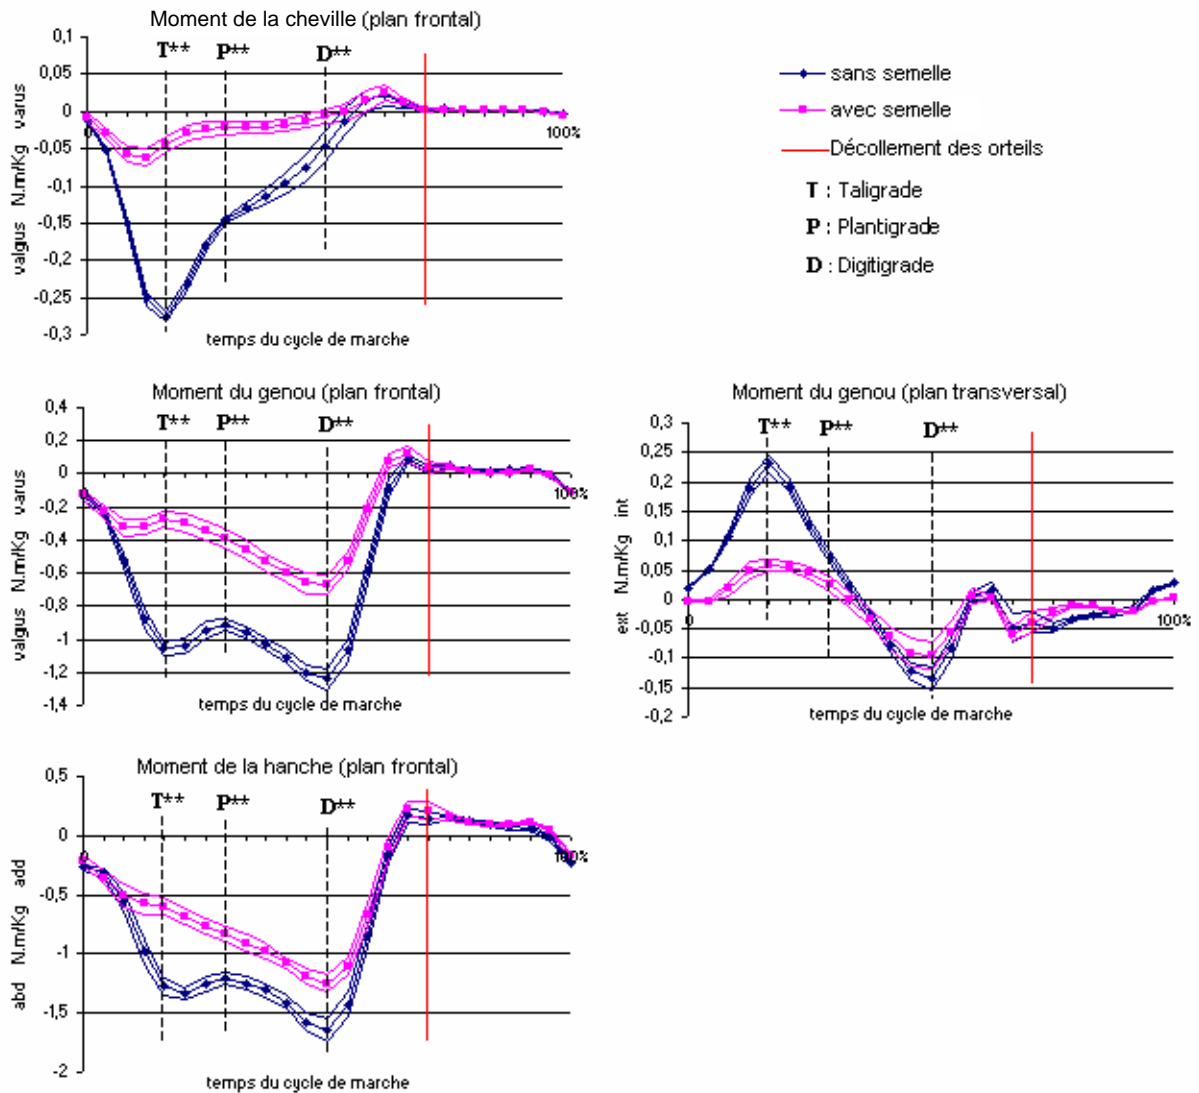 Moment de la cheville (plan frontal)
0,1
0,05
0
-0,05
-0,1
-0,15
-0,2
-0,25
-0,3
valgus N.m/Kg varus
T**
P**
D**
0
100%
temps du cycle de marche
sans semelle
avec semelle
Décollement des orteils
T : Taligrade
P : Plantigrade
D : Digitigrade
Moment du genou (plan frontal)
0,4
0,2
0
-0,2
-0,4
-0,6
-0,8
-1
-1,2
-1,4
valgus N.m/Kg varus
T**
P**
D**
0
100%
temps du cycle de marche
Moment du genou (plan transversal)
0,3
0,25
0,2
0,15
0,1
0,05
0
-0,05
-0,1
-0,15
-0,2
ext N.m/Kg int
T**
P**
D**
0
100%
temps du cycle de marche
Moment de la hanche (plan frontal)
0,5
0
-0,5
-1
-1,5
-2
abd N.m/Kg add
T**
P**
D**
0
100%
temps du cycle de marche